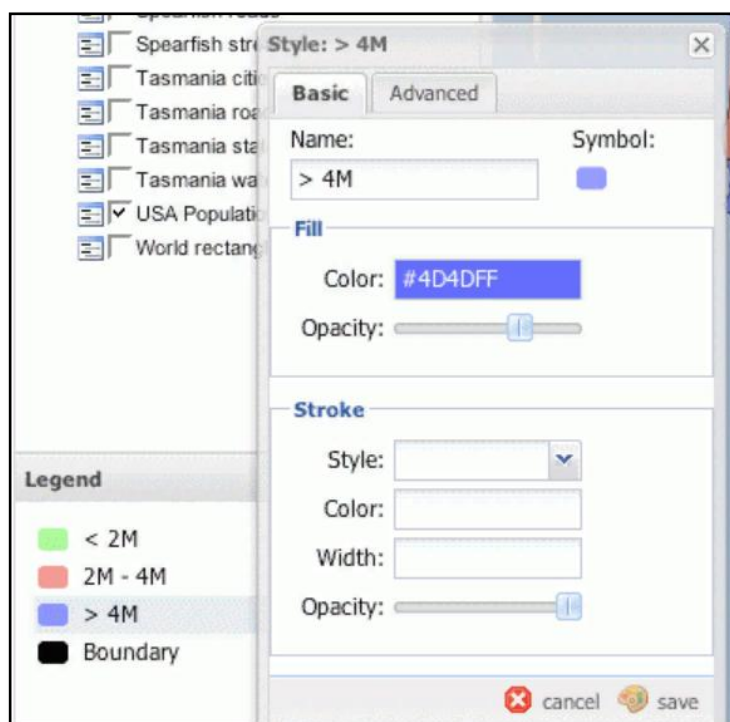 Spearfish roads
Spearfish stre
Tasmania citi
Tasmania roa
Tasmania sta
Tasmania wa
USA Populatio
World rectang
Legend
< 2M
2M - 4M
> 4M
Boundary
Style: > 4M
Basic
Advanced
Name:
Symbol:
> 4M
Fill
Color: #4D4DFF
Opacity:
Stroke
Style:
Color:
Width:
Opacity:
cancel save